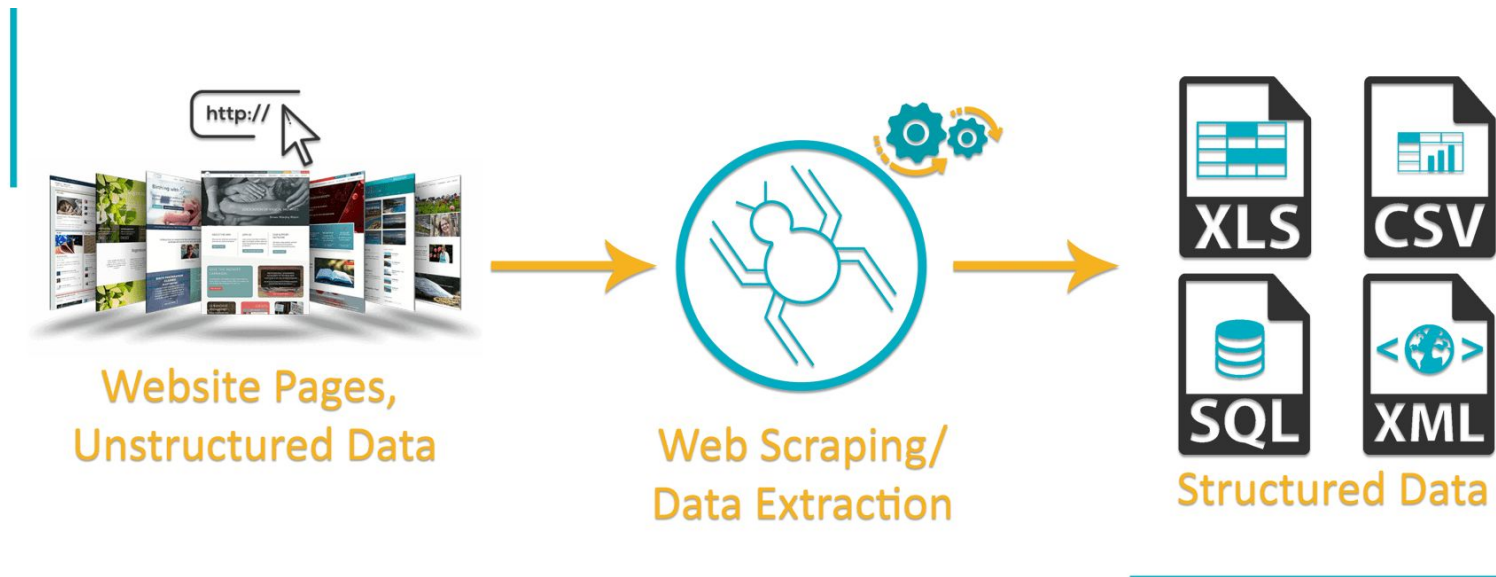 http://
Website Pages,
Unstructured Data
Web Scraping/
Data Extraction
XLS
CSV
SQL
< >
XML
Structured Data